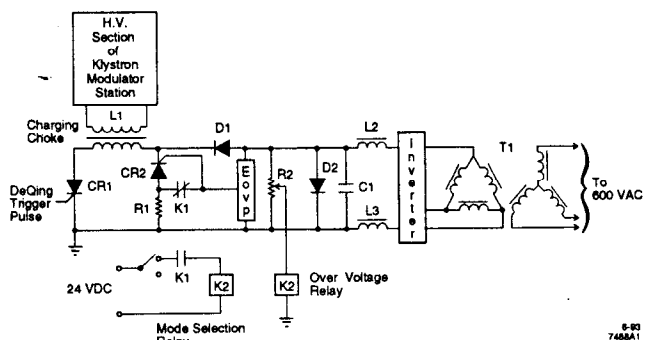 H.V.
Section
of
Klystron
Modulator
Station
L1
Charging
Choke
D1
L2
T1
CR2
CR1
DeQing
Trigger
Pulse
R1
K1
Eovp
R2
D2
C1
Inverter
To
600 VAC
L3
24 VDC
K1
K2
K2
Over Voltage
Relay
Mode Selection
Relay
6-93
7468A1